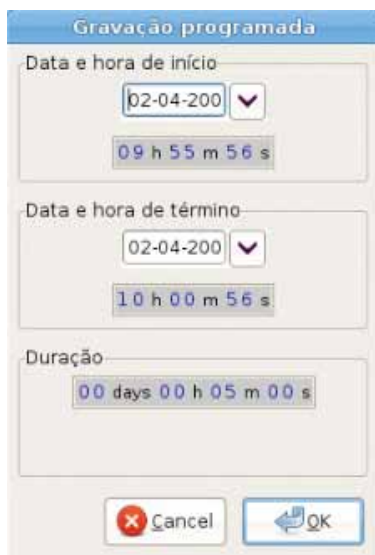 Gravação programada
Data e hora de início
02-04-200
09 h 55 m 56 s
Data e hora de término
02-04-200
10 h 00 m 56 s
Duração
00 days 00 h 05 m 00 s
Cancel OK